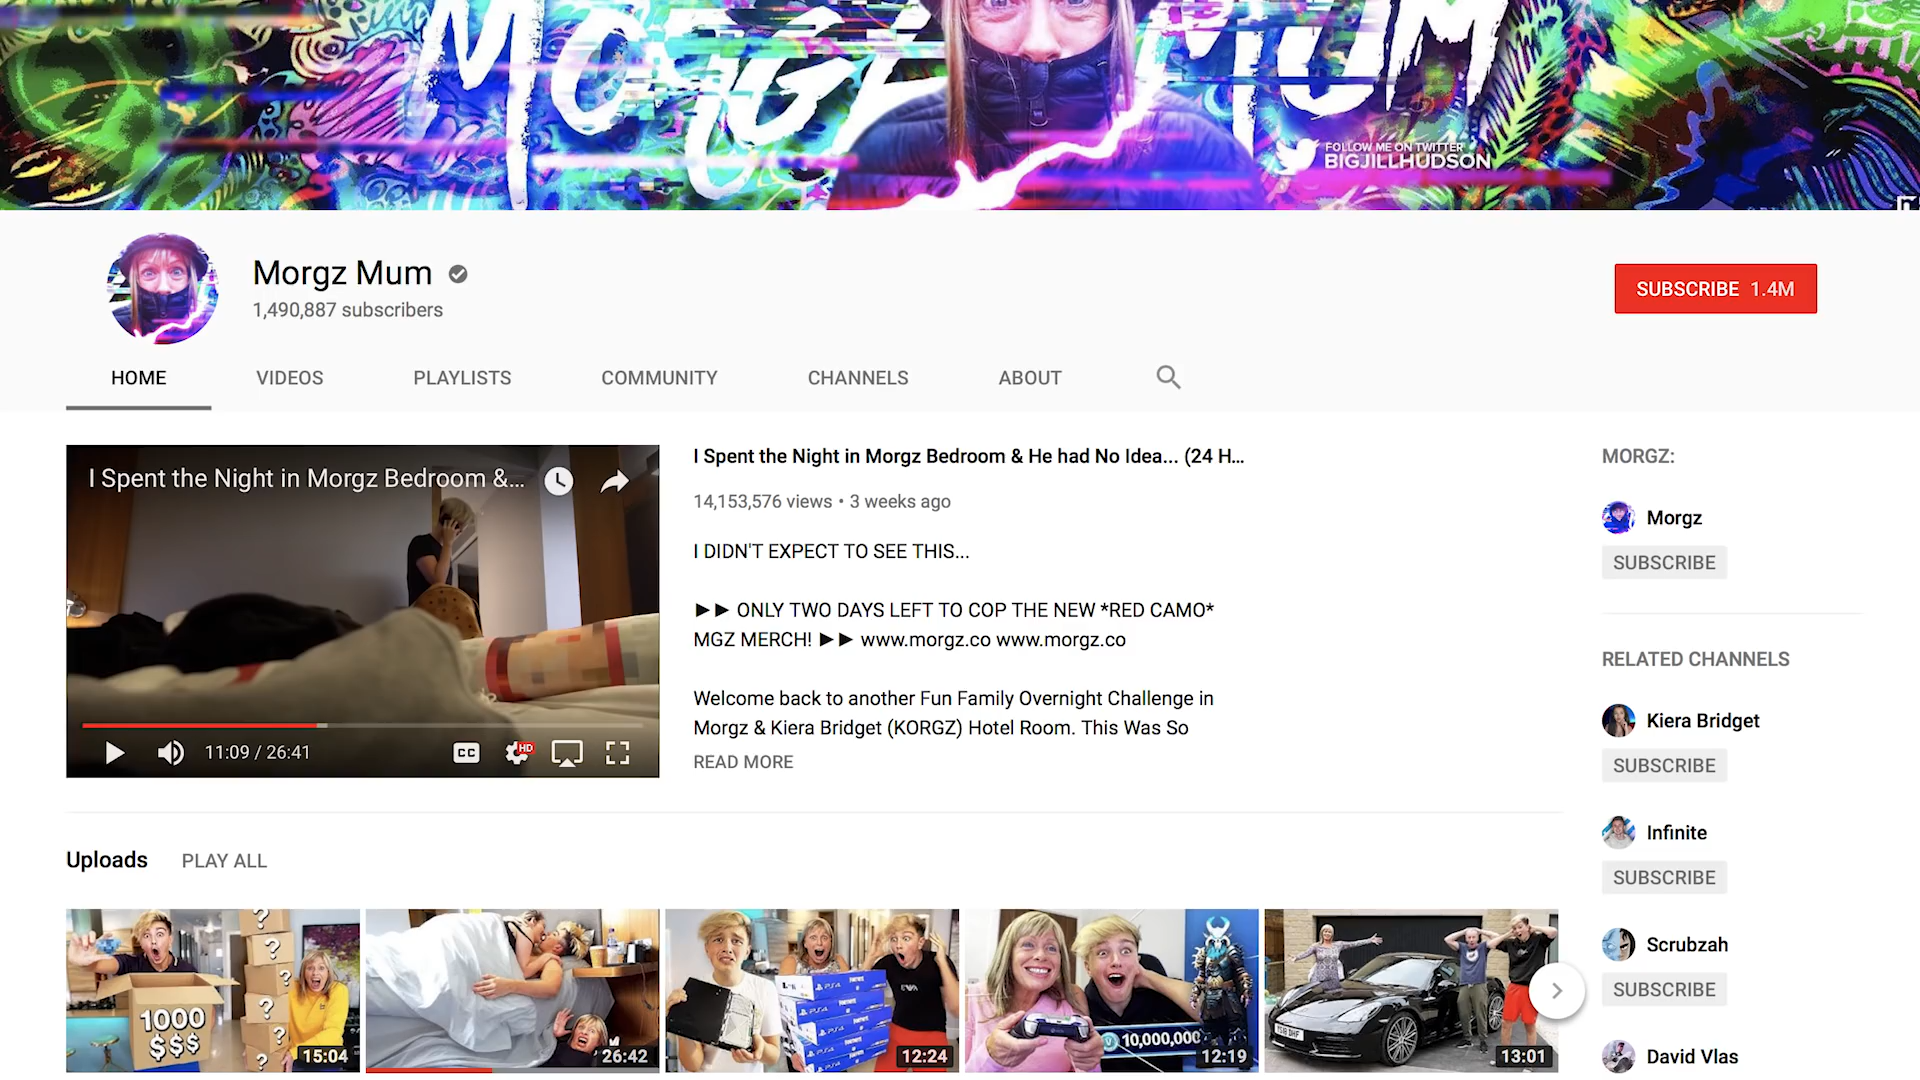 MORGZ MUM
FOLLOW ME ON TWITTER
BIGJILLHUDSON
Morgz Mum
1,490,887 subscribers
SUBSCRIBE 1.4M
HOME VIDEOS PLAYLISTS COMMUNITY CHANNELS ABOUT
I Spent the Night in Morgz Bedroom &...
11:09 / 26:41
CC
HD
I Spent the Night in Morgz Bedroom & He had No Idea... (24 H...
14,153,576 views • 3 weeks ago
I DIDN'T EXPECT TO SEE THIS...
►► ONLY TWO DAYS LEFT TO COP THE NEW *RED CAMO*
MGZ MERCH! ►► www.morgz.co www.morgz.co
Welcome back to another Fun Family Overnight Challenge in
Morgz & Kiera Bridget (KORGZ) Hotel Room. This Was So
READ MORE
MORGZ:
Morgz
SUBSCRIBE
RELATED CHANNELS
Kiera Bridget
SUBSCRIBE
Infinite
SUBSCRIBE
Scrubzah
SUBSCRIBE
David Vlas
Uploads PLAY ALL
?
?
?
?
?
?
1000
$$$
15:04
26:42
PS4
PS4
PS4
12:24
V 10,000,000
12:19
13:01